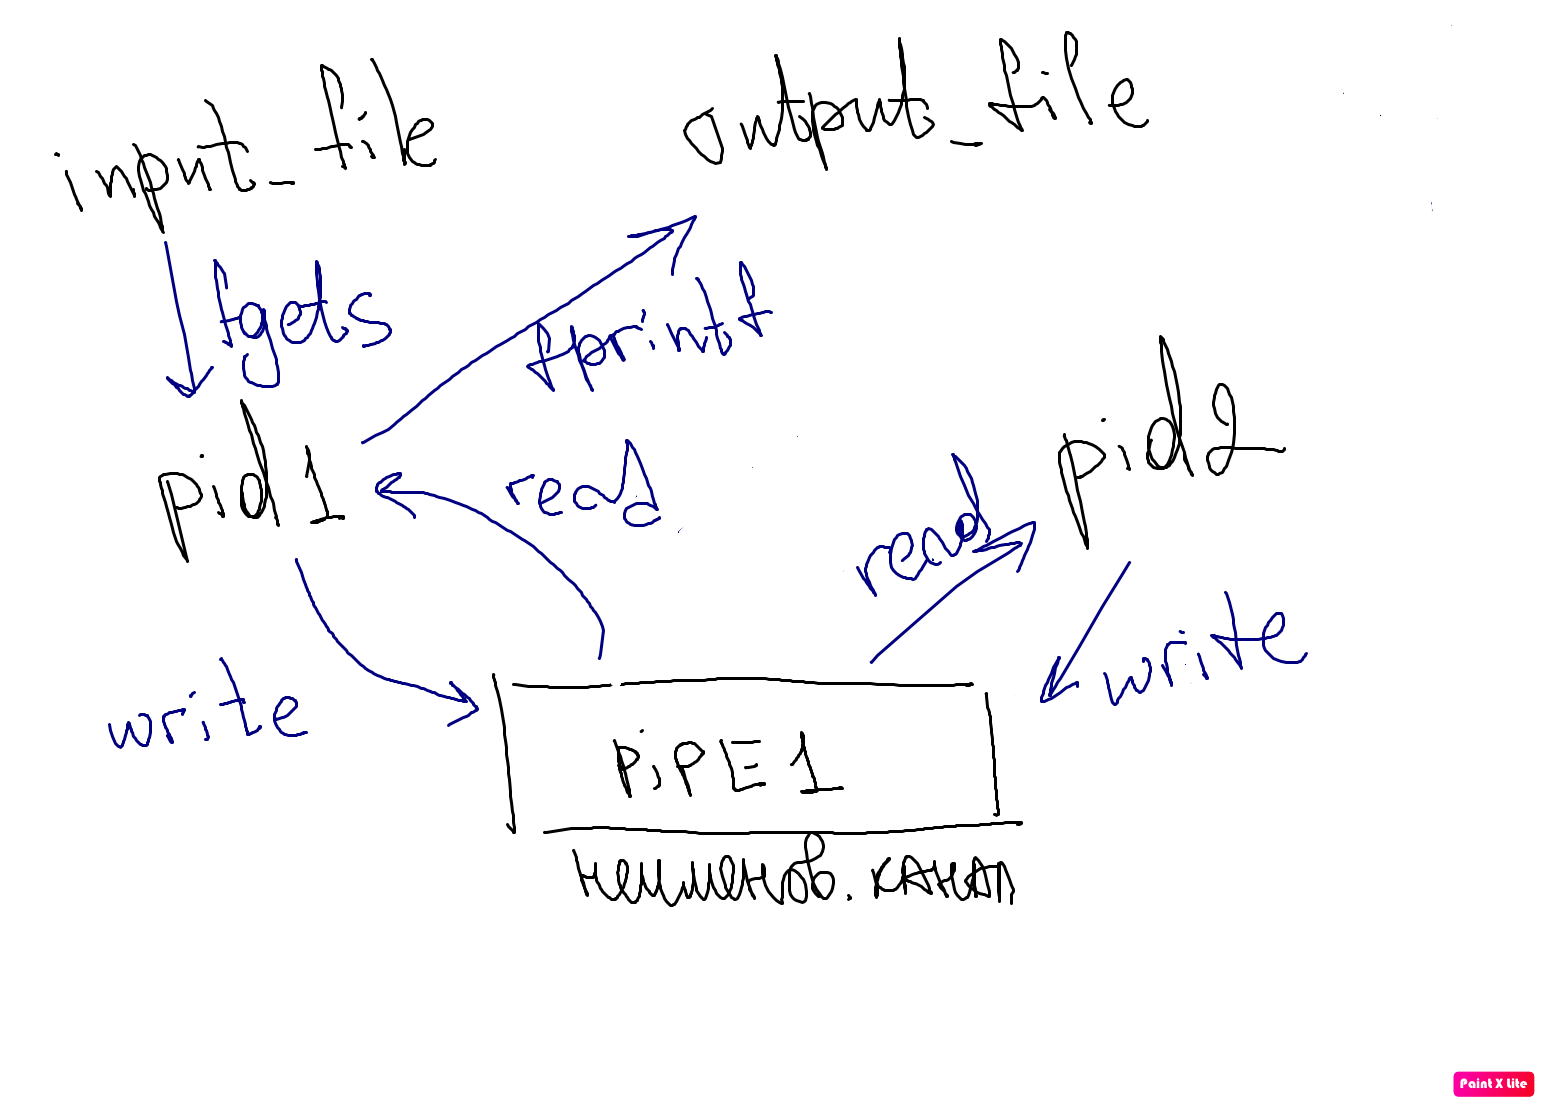 input_file
output_file
fgets
fprintf
pid1
read
pid2
read
write
write
PiPE1
неименов. канал
Paint X Lite